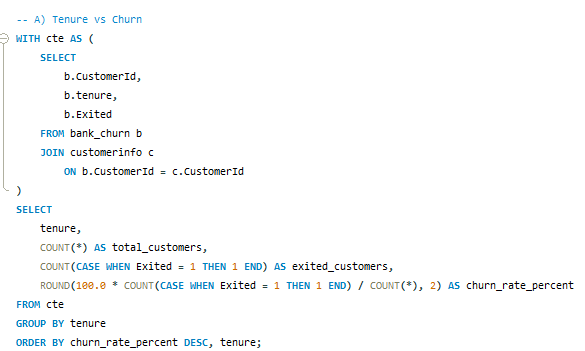 -- A) Tenure vs Churn
WITH cte AS (
    SELECT
        b.CustomerId,
        b.tenure,
        b.Exited
    FROM bank_churn b
    JOIN customerinfo c
        ON b.CustomerId = c.CustomerId
)
SELECT
    tenure,
    COUNT(*) AS total_customers,
    COUNT(CASE WHEN Exited = 1 THEN 1 END) AS exited_customers,
    ROUND(100.0 * COUNT(CASE WHEN Exited = 1 THEN 1 END) / COUNT(*), 2) AS churn_rate_percent
FROM cte
GROUP BY tenure
ORDER BY churn_rate_percent DESC, tenure;